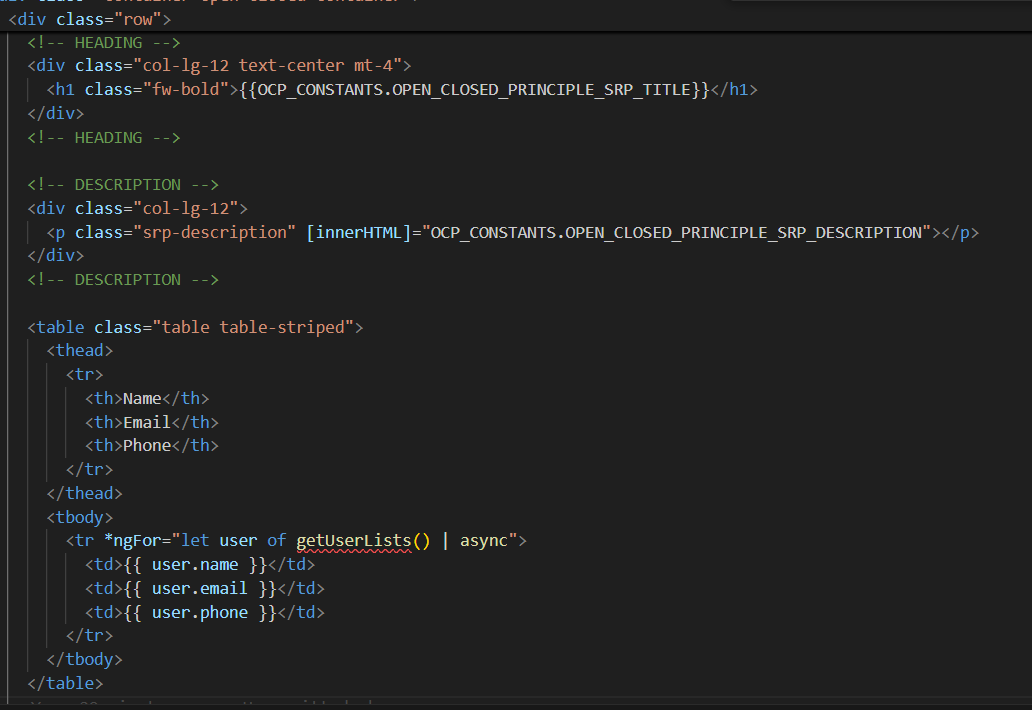 <div class="row">
<!-- HEADING -->
<div class="col-lg-12 text-center mt-4">
<h1 class="fw-bold">{{OCP_CONSTANTS.OPEN_CLOSED_PRINCIPLE_SRP_TITLE}}</h1>
</div>
<!-- HEADING -->
<!-- DESCRIPTION -->
<div class="col-lg-12">
<p class="srp-description" [innerHTML]="OCP_CONSTANTS.OPEN_CLOSED_PRINCIPLE_SRP_DESCRIPTION"></p>
</div>
<!-- DESCRIPTION -->
<table class="table table-striped">
<thead>
<tr>
<th>Name</th>
<th>Email</th>
<th>Phone</th>
</tr>
</thead>
<tbody>
<tr *ngFor="let user of getUserLists() | async">
<td>{{ user.name }}</td>
<td>{{ user.email }}</td>
<td>{{ user.phone }}</td>
</tr>
</tbody>
</table>